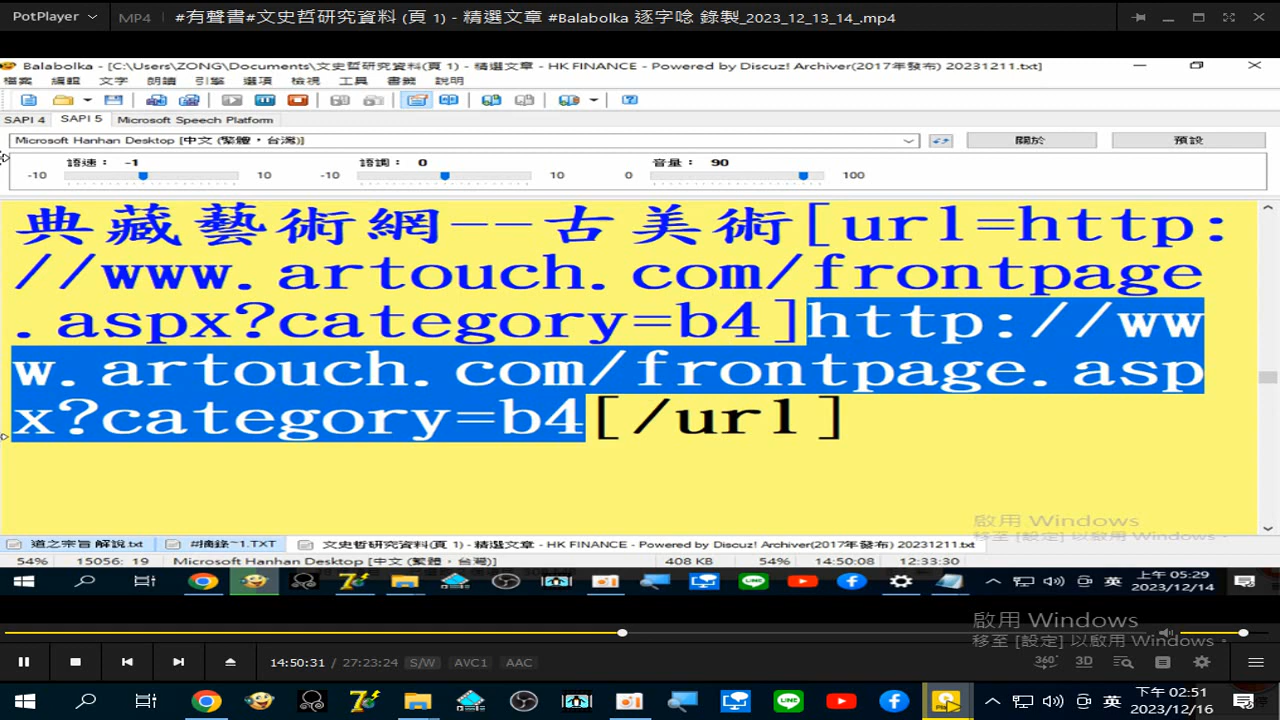 PotPlayer MP4 #有聲書#文史哲研究資料 (頁 1) - 精選文章 #Balabolka 逐字唸 錄製_2023_12_13_14_.mp4
Balabolka - [C:\Users\ZONG\Documents\文史哲研究資料(頁 1) - 精選文章 - HK FINANCE - Powered by Discuz! Archiver(2017年發布) 20231211.txt]
檔案 編輯 文字 朗讀 引擎 選項 檢視 工具 書籤 說明
SAPI 4 SAPI 5 Microsoft Speech Platform
Microsoft Hanhan Desktop [中文 (繁體，台灣)] 關於 預設
語速： -1 語調： 0 音量： 90
-10 10 -10 10 0 100
典藏藝術網--古美術[url=http:
//www.artouch.com/frontpage
.aspx?category=b4]http://ww
w.artouch.com/frontpage.asp
x?category=b4[/url]
啟用 Windows
移至 [設定] 以啟用 Windows。
道之宗旨 解說.txt #摘錄~1.TXT 文史哲研究資料(頁 1) - 精選文章 - HK FINANCE - Powered by Discuz! Archiver(2017年發布) 20231211.txt
54% 15056: 19 Microsoft Hanhan Desktop [中文 (繁體，台灣)] 408 KB 54% 14:50:08 12:33:30
英 上午 05:29
2023/12/14
啟用 Windows
移至 [設定] 以啟用 Windows。
14:50:31 / 27:23:24 S/W AVC1 AAC 360° 3D
英 下午 02:51
2023/12/16